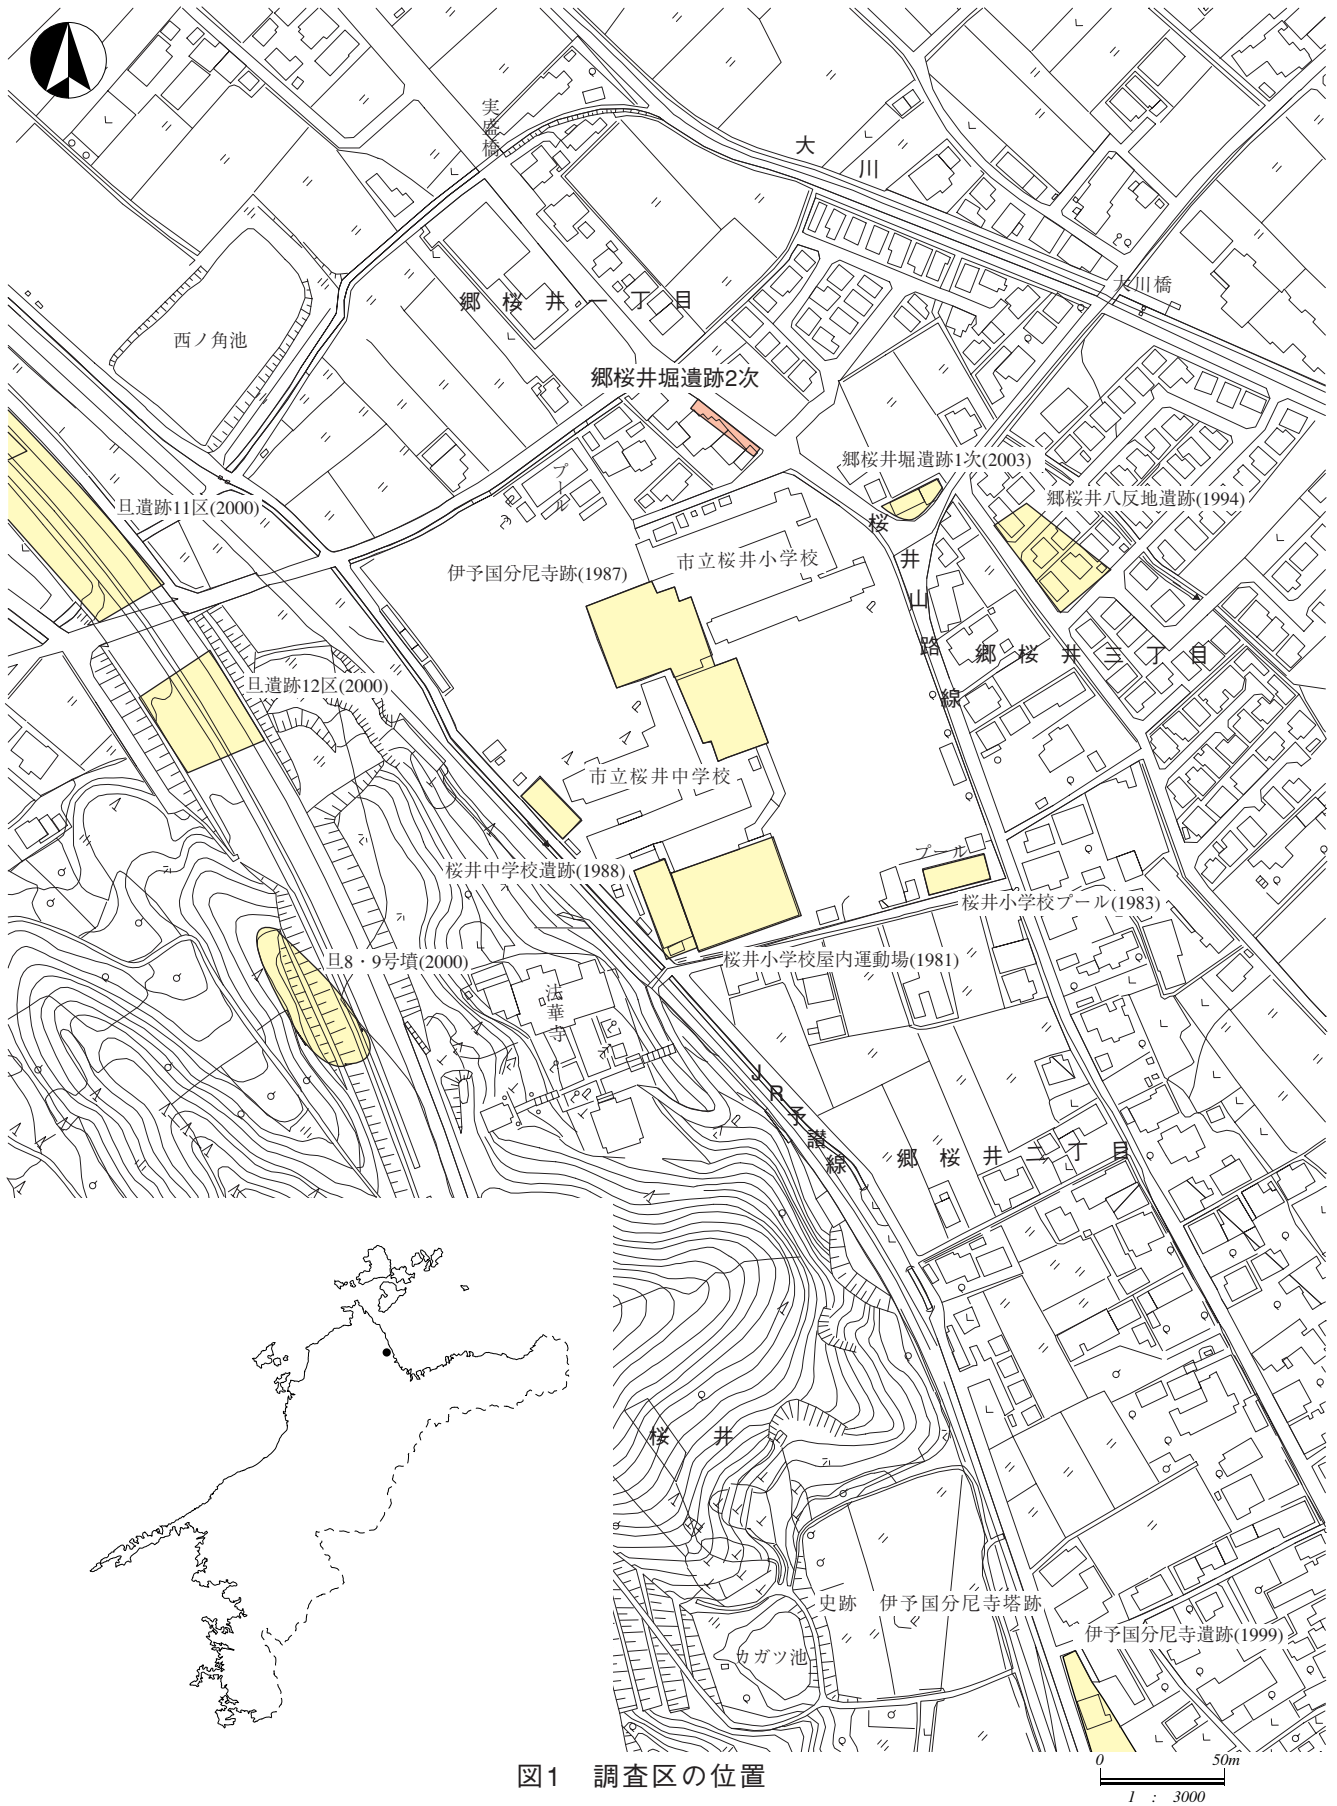 実盛橋
大川
大川橋
西ノ角池
郷桜井一丁目
郷桜井堀遺跡2次
郷桜井堀遺跡1次(2003)
郷桜井八反地遺跡(1994)
プール
旦遺跡11区(2000)
伊予国分尼寺跡(1987)
市立桜井小学校
桜井山路線
郷桜井三丁目
旦遺跡12区(2000)
市立桜井中学校
桜井中学校遺跡(1988)
プール
桜井小学校プール(1983)
旦8・9号墳(2000)
桜井小学校屋内運動場(1981)
法華寺
JR予讃線
郷桜井二丁目
桜井
史跡 伊予国分尼寺塔跡
伊予国分尼寺遺跡(1999)
カガツ池
図1 調査区の位置
0 50m
1 : 3000